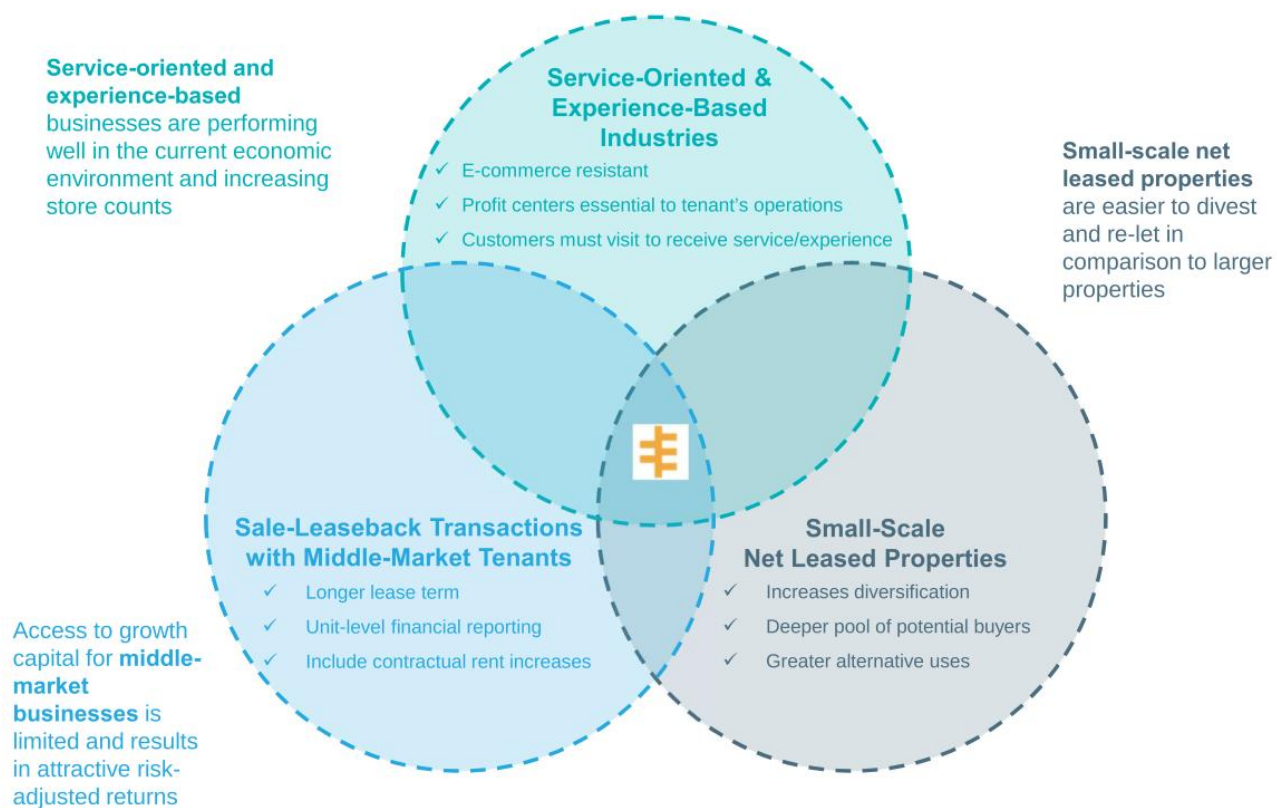 Service-oriented and
experience-based
businesses are performing
well in the current economic
environment and increasing
store counts
Service-Oriented &
Experience-Based
Industries
✓ E-commerce resistant
✓ Profit centers essential to tenant's operations
✓ Customers must visit to receive service/experience
Small-scale net
leased properties
are easier to divest
and re-let in
comparison to larger
properties
Sale-Leaseback Transactions
with Middle-Market Tenants
✓ Longer lease term
✓ Unit-level financial reporting
✓ Include contractual rent increases
Small-Scale
Net Leased Properties
✓ Increases diversification
✓ Deeper pool of potential buyers
✓ Greater alternative uses
Access to growth
capital for middle-
market
businesses is
limited and results
in attractive risk-
adjusted returns